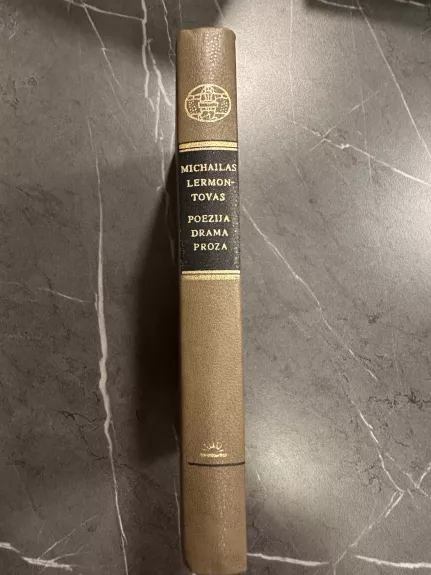 MICHAILAS
LERMON-
TOVAS
POEZIJA
DRAMA
PROZA